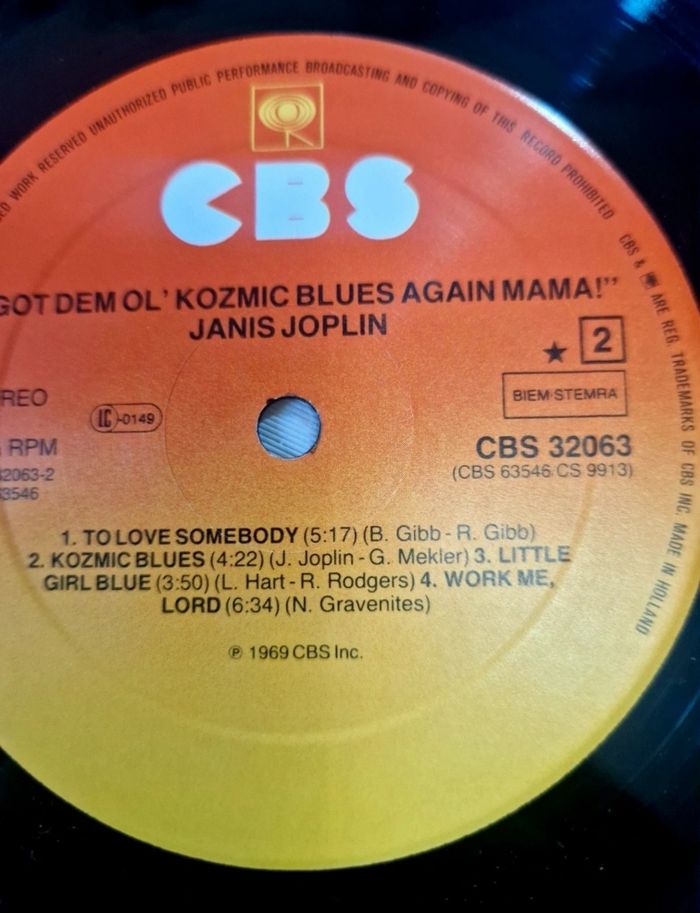 WORK RESERVED UNAUTHORIZED PUBLIC PERFORMANCE BROADCASTING AND COPYING OF THIS RECORD PROHIBITED
CBS & ARE REG. TRADEMARKS OF CBS INC. MADE IN HOLLAND
CBS
GOT DEM OL' KOZMIC BLUES AGAIN MAMA!"
JANIS JOPLIN
★ 2
REO
LC-0149
BIEM-STEMRA
RPM
CBS 32063
32063-2
(CBS 63546 CS 9913)
63546
1. TO LOVE SOMEBODY (5:17) (B. Gibb - R. Gibb)
2. KOZMIC BLUES (4:22) (J. Joplin - G. Mekler) 3. LITTLE
GIRL BLUE (3:50) (L. Hart - R. Rodgers) 4. WORK ME,
LORD (6:34) (N. Gravenites)
℗ 1969 CBS Inc.